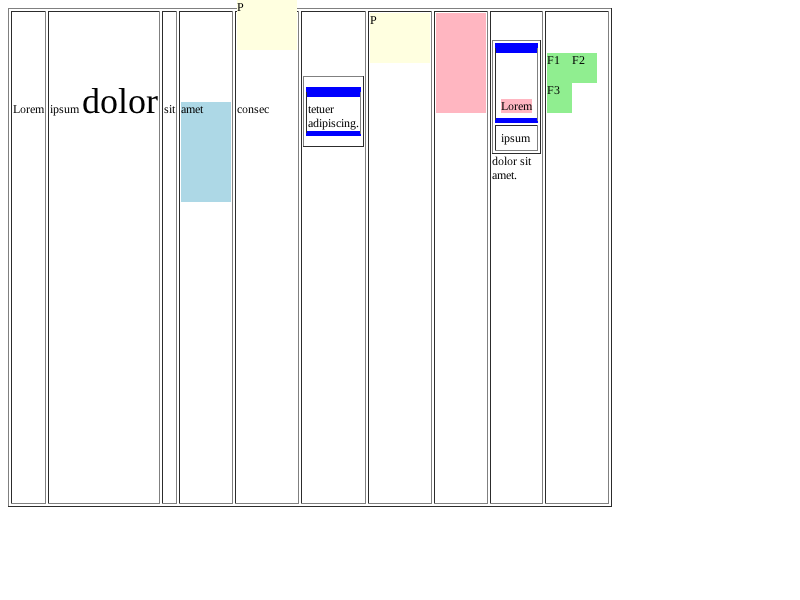 P
P
F1 F2
F3
Lorem
ipsum dolor
sit
amet
consec
tetuer
adipiscing.
Lorem
ipsum
dolor sit
amet.